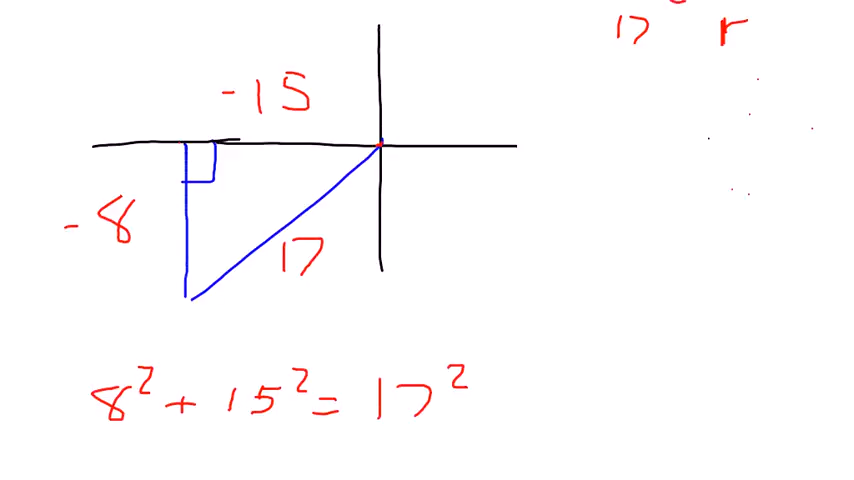 17 r
-15
-8
17
8² + 15² = 17²